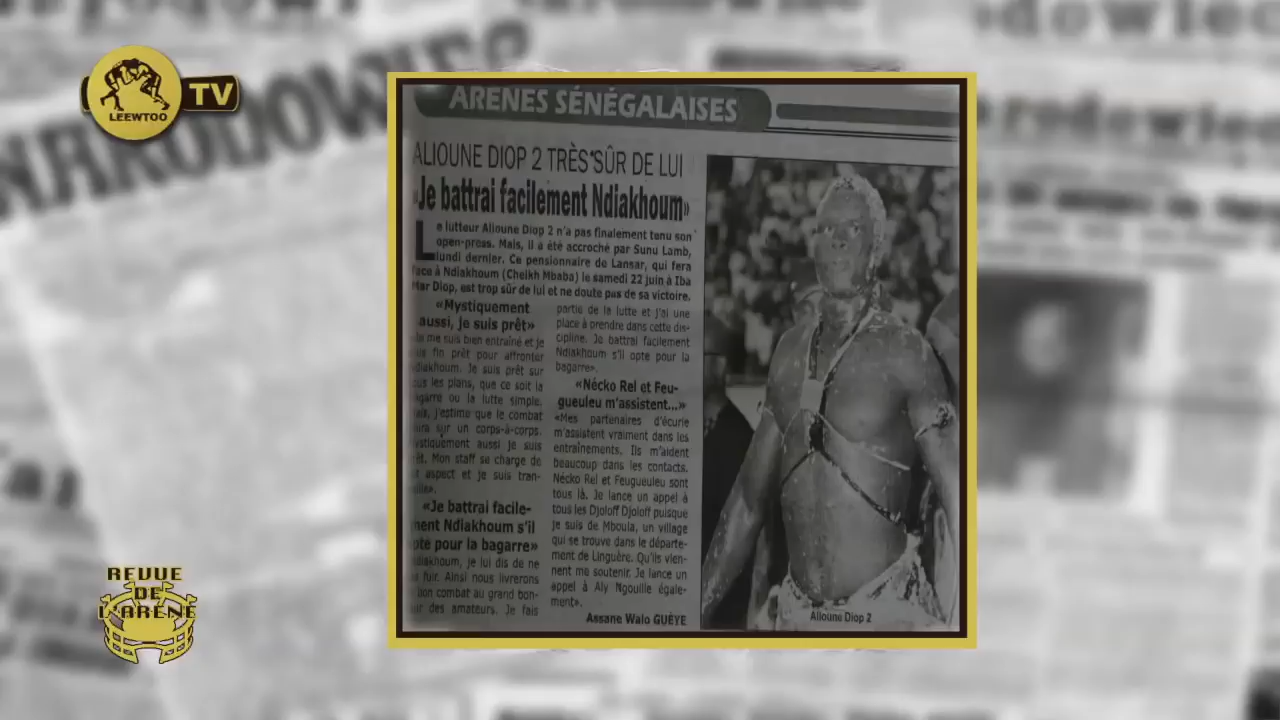 LEEWTOO
TV
NARODOWIES
ARÈNES SÉNÉGALAISES
ALIOUNE DIOP 2 TRÈS SÛR DE LUI
«Je battrai facilement Ndiakhoum»
Le lutteur Alioune Diop 2 n'a pas finalement tenu son
open-press. Mais, il a été accroché par Sunu Lamb,
lundi dernier. Ce pensionnaire de Lansar, qui fera
face à Ndiakhoum (Cheikh Mbaba) le samedi 22 juin à Iba
Mar Diop, est trop sûr de lui et ne doute pas de sa victoire.
«Mystiquement
aussi, je suis prêt»
me suis bien entraîné et je
fin prêt pour affronter
Je suis prêt sur
les plans, que ce soit la
ou la lutte simple.
j'estime que le combat
sur un corps-à-corps.
aussi je suis
Mon staff se charge de
aspect et je suis tran-
«Je battrai facile-
ment Ndiakhoum s'il
opte pour la bagarre»
je lui dis de ne
fuir. Ainsi nous livrerons
combat au grand bon-
des amateurs. Je fais
partie de la lutte et j'ai une
place à prendre dans cette dis-
cipline. Je battrai facilement
Ndiakhoum s'il opte pour la
bagarre».
«Nécko Rel et Feu-
gueuleu m'assistent...»
«Mes partenaires d'écurie
m'assistent vraiment dans les
entraînements. Ils m'aident
beaucoup dans les contacts.
Nécko Rel et Feugueuleu sont
tous là. Je lance un appel à
tous les Djoloff Djoloff puisque
je suis de Mboula, un village
qui se trouve dans le départe-
ment de Linguère. Qu'ils vien-
nent me soutenir. Je lance un
appel à Aly Ngouille égale-
ment».
Assane Walo GUÈYE
Alioune Diop 2
REVUE
DE
L'ARÈNE